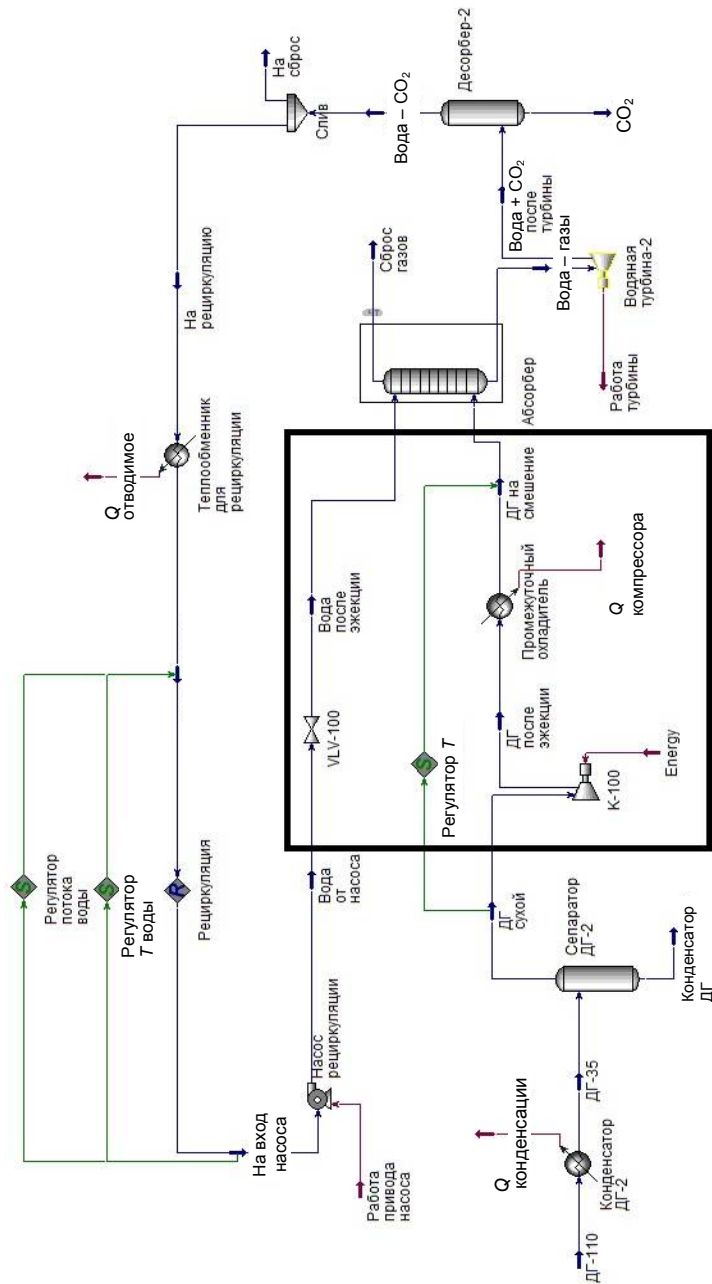 На
сброс
Слив
Вода – CO₂
Десорбер-2
CO₂
Вода + CO₂
после
турбины
Вода – газы
Водяная
турбина-2
Работа
турбины
Сброс
газов
Абсорбер
На
рециркуляцию
Q
отводимое
Теплообменник
для
рециркуляции
S
Регулятор
потока
воды
S
Регулятор
T воды
R
Рециркуляция
На вход
насоса
Насос
рециркуляции
Работа
привода
насоса
Вода от
насоса
VLV-100
Вода
после
эжекции
S
Регулятор T
ДГ на
смешение
Промежуточный
охладитель
Q
компрессора
ДГ
после
эжекции
K-100
Energy
ДГ
сухой
Сепаратор
ДГ-2
Конденсатор
ДГ
ДГ-35
Q
конденсации
Конденсатор
ДГ-2
ДГ-110